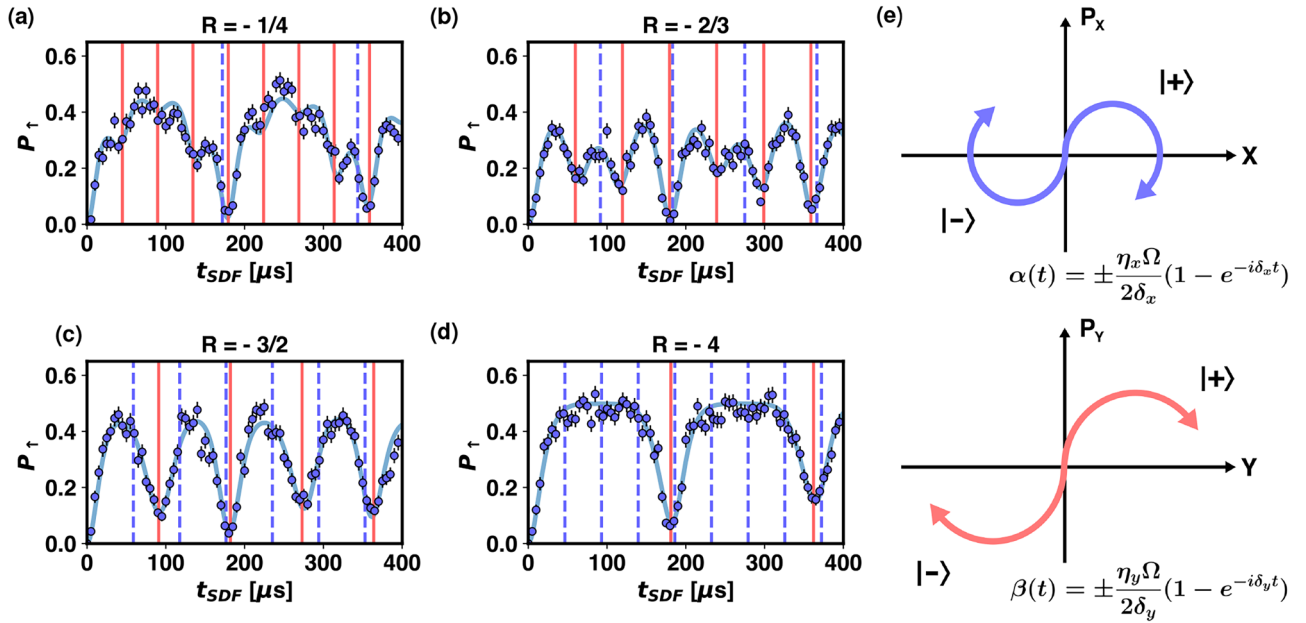 (a)
R = - 1/4
0.6
0.4
0.2
0.0
P↑
0 100 200 300 400
t_SDF [μs]
(b)
R = - 2/3
0.6
0.4
0.2
0.0
P↑
0 100 200 300 400
t_SDF [μs]
(c)
R = - 3/2
0.6
0.4
0.2
0.0
P↑
0 100 200 300 400
t_SDF [μs]
(d)
R = - 4
0.6
0.4
0.2
0.0
P↑
0 100 200 300 400
t_SDF [μs]
(e)
P_X
|+⟩
X
|−⟩
α(t) = ± η_xΩ/2δ_x (1 − e^{−iδ_x t})
P_Y
|+⟩
Y
|−⟩
β(t) = ± η_yΩ/2δ_y (1 − e^{−iδ_y t})